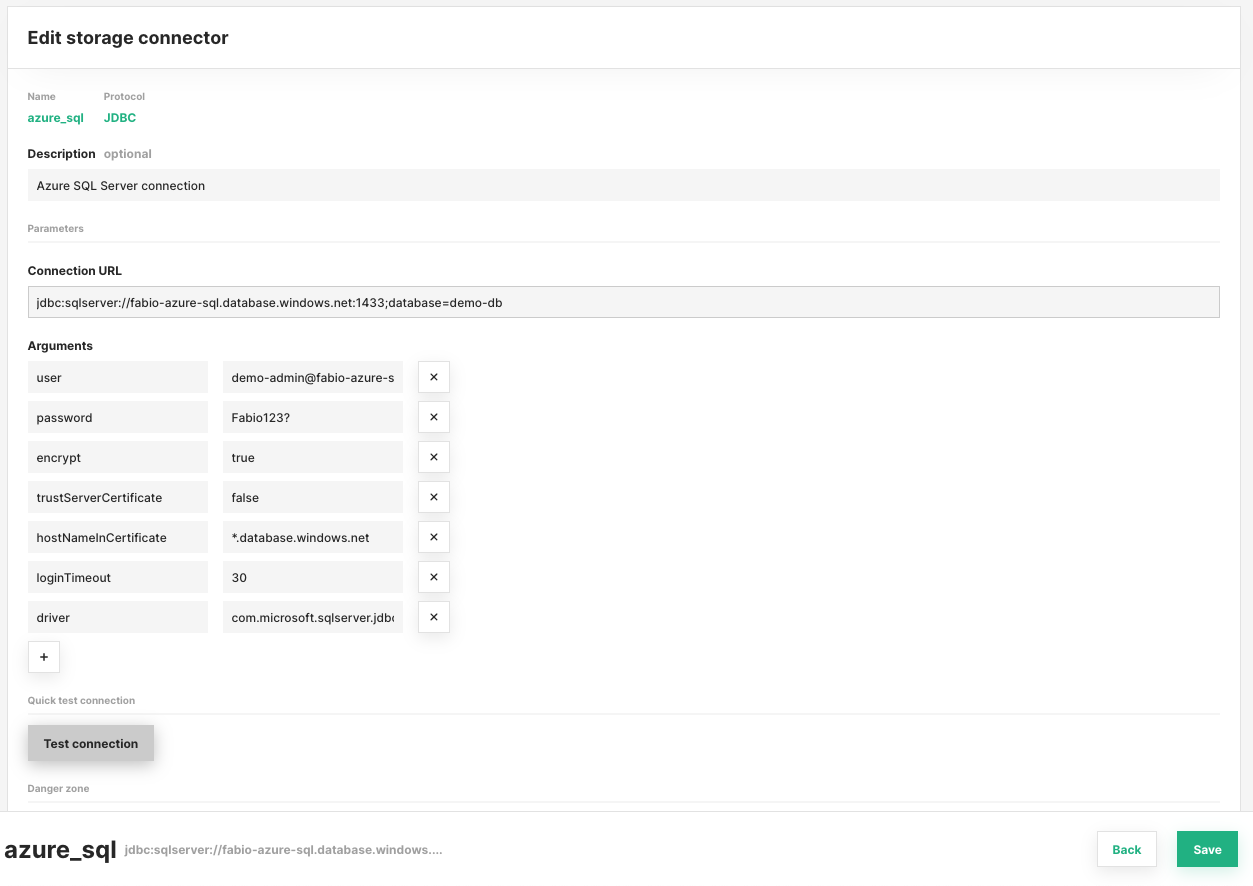 Edit storage connector
Name Protocol
azure_sql JDBC
Description optional
Azure SQL Server connection
Parameters
Connection URL
jdbc:sqlserver://fabio-azure-sql.database.windows.net:1433;database=demo-db
Arguments
user demo-admin@fabio-azure-s ×
password Fabio123? ×
encrypt true ×
trustServerCertificate false ×
hostNameInCertificate *.database.windows.net ×
loginTimeout 30 ×
driver com.microsoft.sqlserver.jdbc ×
+
Quick test connection
Test connection
Danger zone
azure_sql jdbc:sqlserver://fabio-azure-sql.database.windows.... Back Save